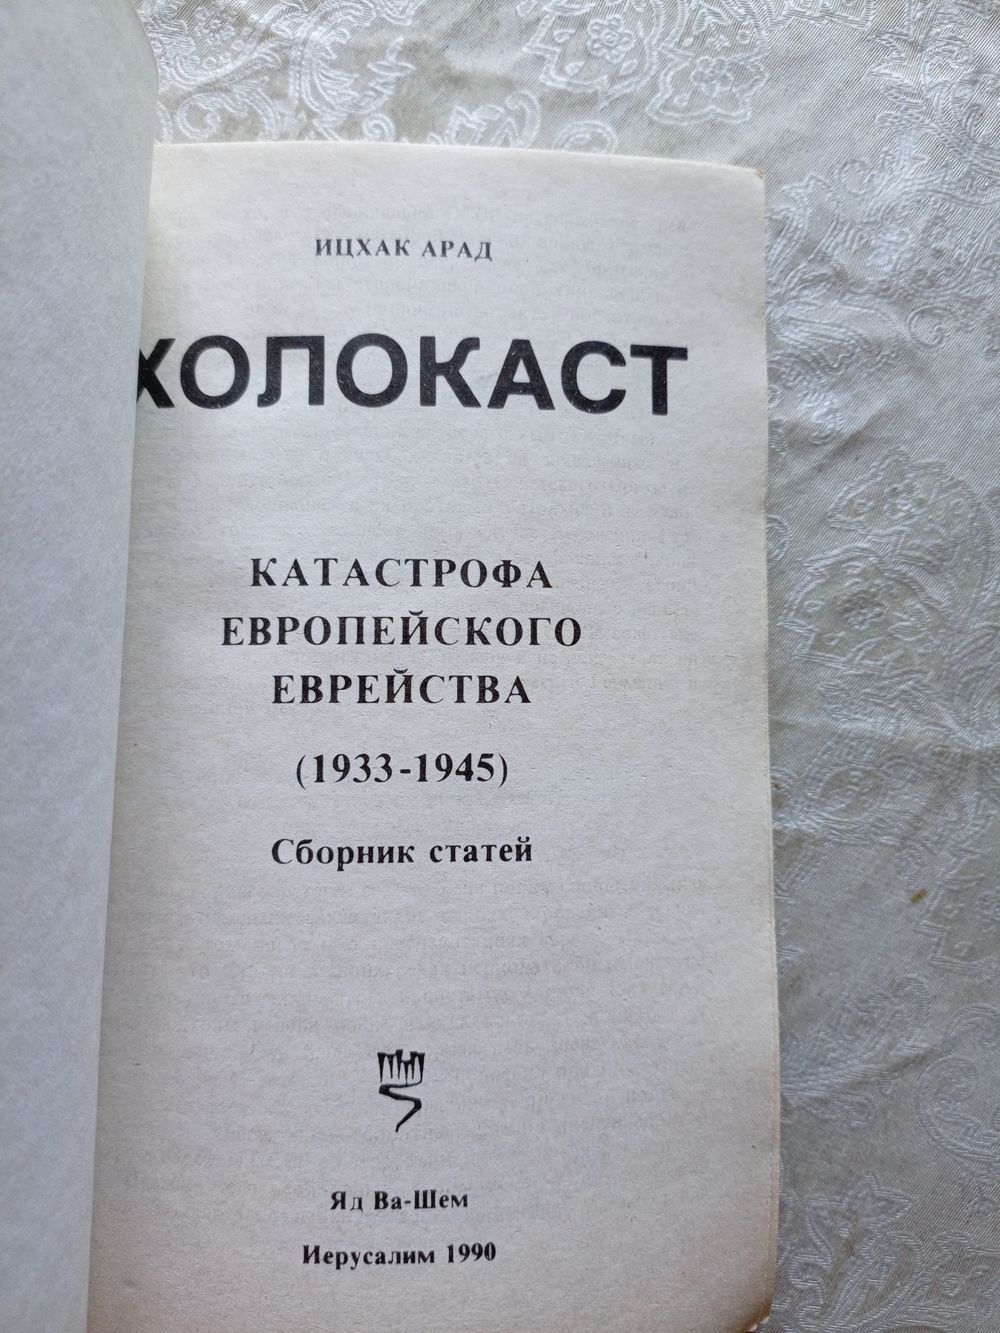 ИЦХАК АРАД
ХОЛОКАСТ
КАТАСТРОФА
ЕВРОПЕЙСКОГО
ЕВРЕЙСТВА
(1933-1945)
Сборник статей
Яд Ва-Шем
Иерусалим 1990